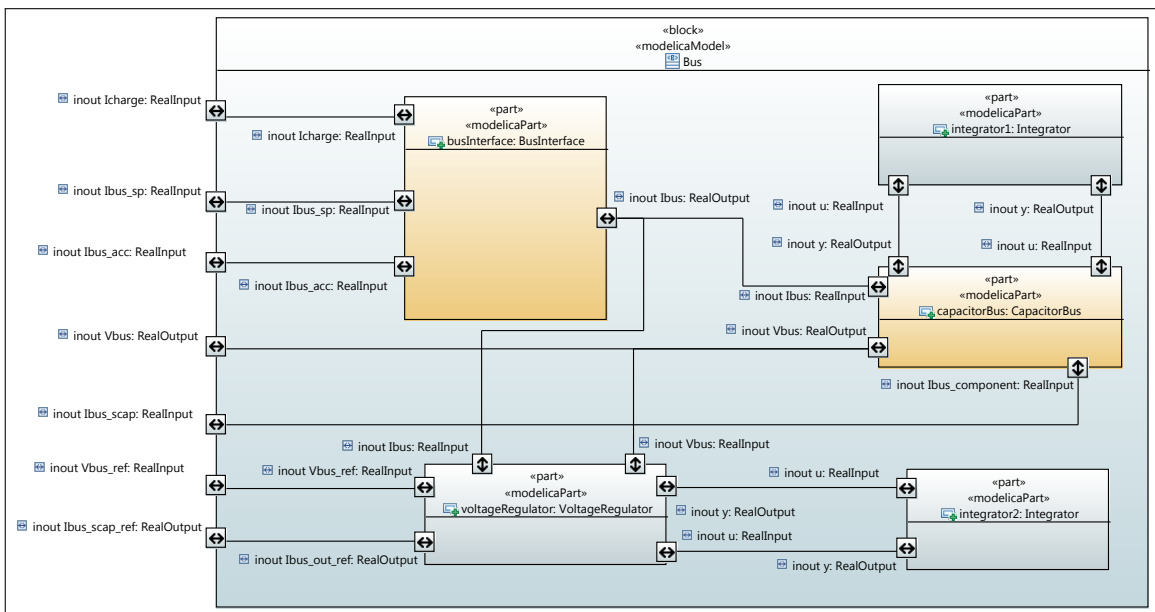 «block»
«modelicaModel»
Bus
inout Icharge: RealInput
inout Icharge: RealInput
«part»
«modelicaPart»
busInterface: BusInterface
«part»
«modelicaPart»
integrator1: Integrator
inout Ibus_sp: RealInput
inout Ibus_sp: RealInput
inout Ibus: RealOutput
inout u: RealInput
inout y: RealOutput
inout Ibus_acc: RealInput
inout Ibus_acc: RealInput
inout y: RealOutput
inout u: RealInput
inout Ibus: RealInput
«part»
«modelicaPart»
capacitorBus: CapacitorBus
inout Vbus: RealOutput
inout Vbus: RealOutput
inout Ibus_component: RealInput
inout Ibus_scap: RealInput
inout Ibus: RealInput
inout Vbus: RealInput
inout Vbus_ref: RealInput
inout Vbus_ref: RealInput
«part»
«modelicaPart»
voltageRegulator: VoltageRegulator
inout u: RealInput
inout y: RealOutput
«part»
«modelicaPart»
integrator2: Integrator
inout Ibus_scap_ref: RealOutput
inout Ibus_out_ref: RealOutput
inout u: RealInput
inout y: RealOutput